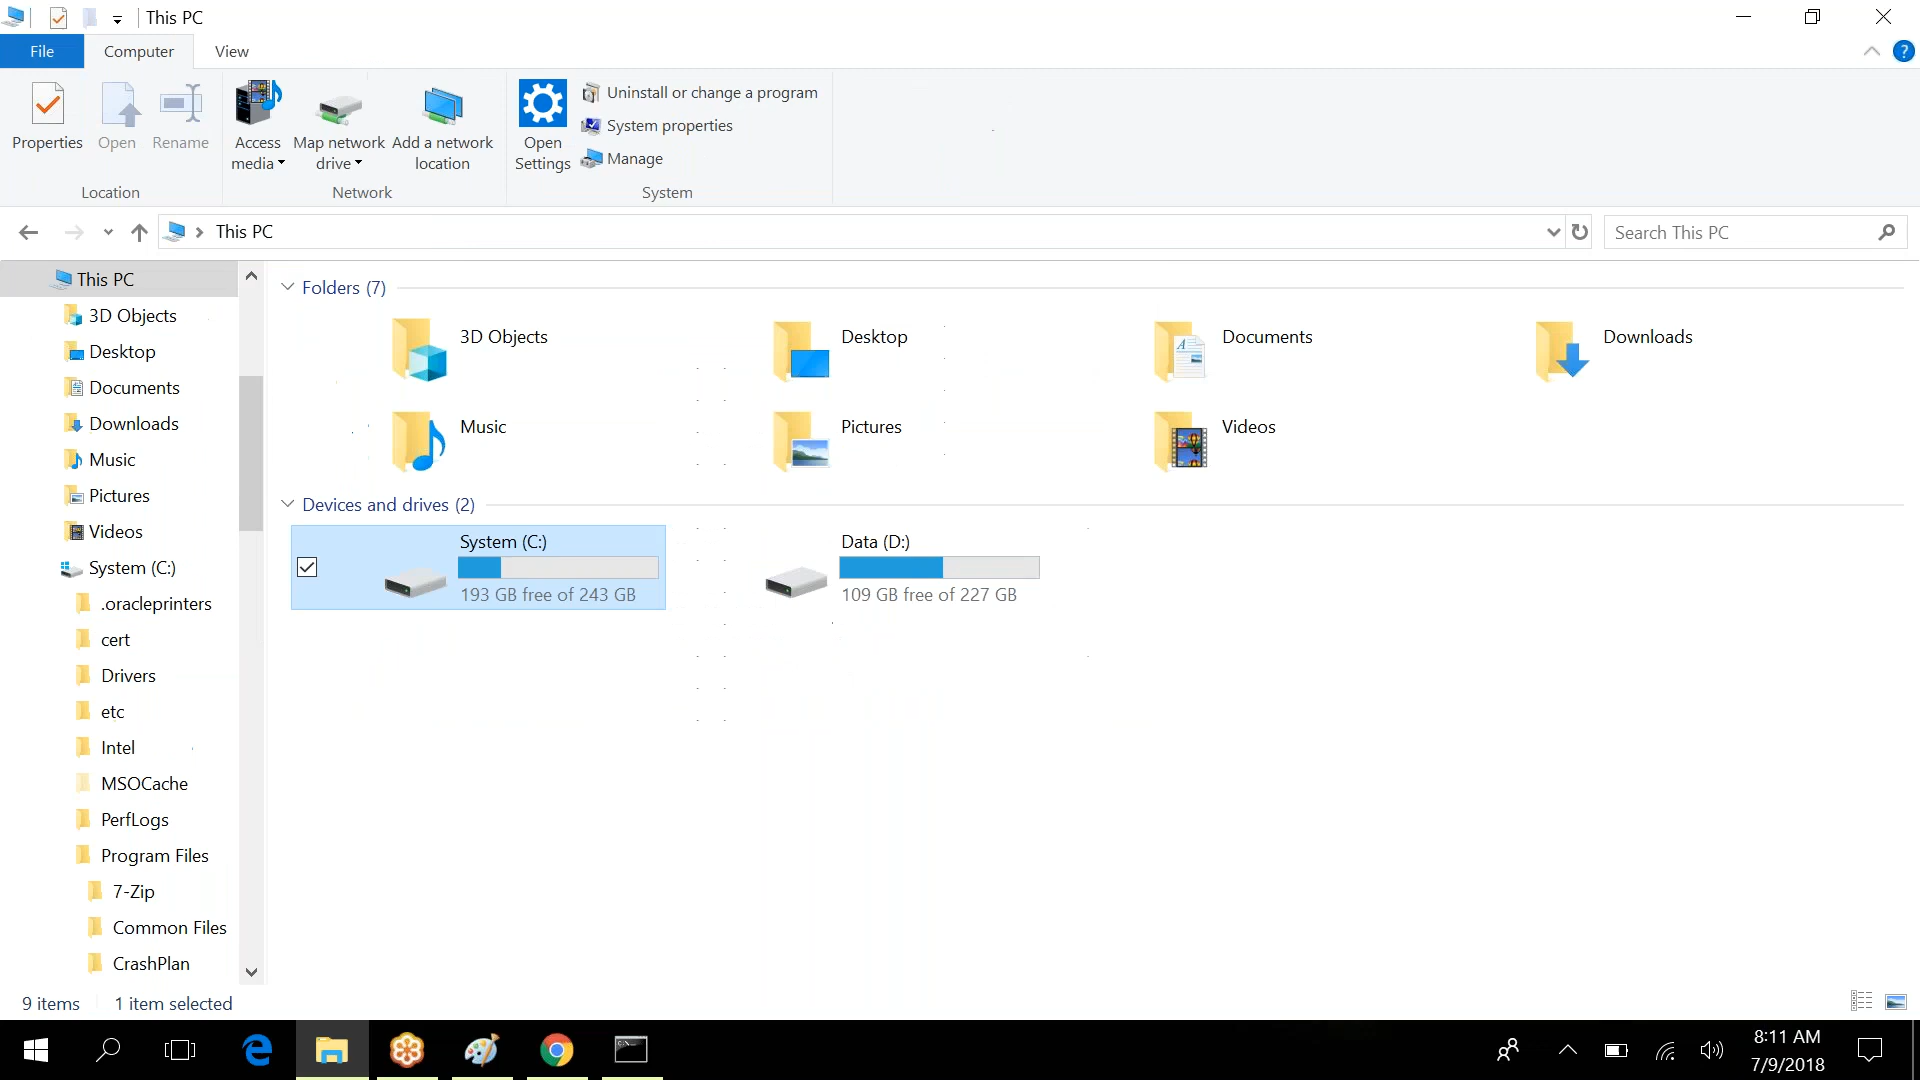 This PC
File
Computer
View
Properties
Open
Rename
Access
media
Map network
drive
Add a network
location
Open
Settings
Uninstall or change a program
System properties
Manage
Location
Network
System
This PC
Search This PC
This PC
3D Objects
Desktop
Documents
Downloads
Music
Pictures
Videos
System (C:)
.oracleprinters
cert
Drivers
etc
Intel
MSOCache
PerfLogs
Program Files
7-Zip
Common Files
CrashPlan
Folders (7)
3D Objects
Desktop
Documents
Downloads
Music
Pictures
Videos
Devices and drives (2)
System (C:)
193 GB free of 243 GB
Data (D:)
109 GB free of 227 GB
9 items
1 item selected
8:11 AM
7/9/2018